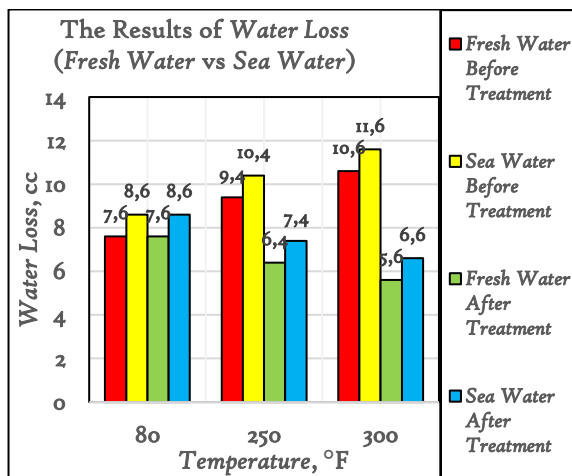 The Results of Water Loss
(Fresh Water vs Sea Water)
Water Loss, cc
14
12
10
8
6
4
2
0
7,6
8,6
7,6
8,6
9,4
10,4
6,4
7,4
10,6
11,6
5,6
6,6
80
250
300
Temperature, °F
Fresh Water
Before
Treatment
Sea Water
Before
Treatment
Fresh Water
After
Treatment
Sea Water
After
Treatment